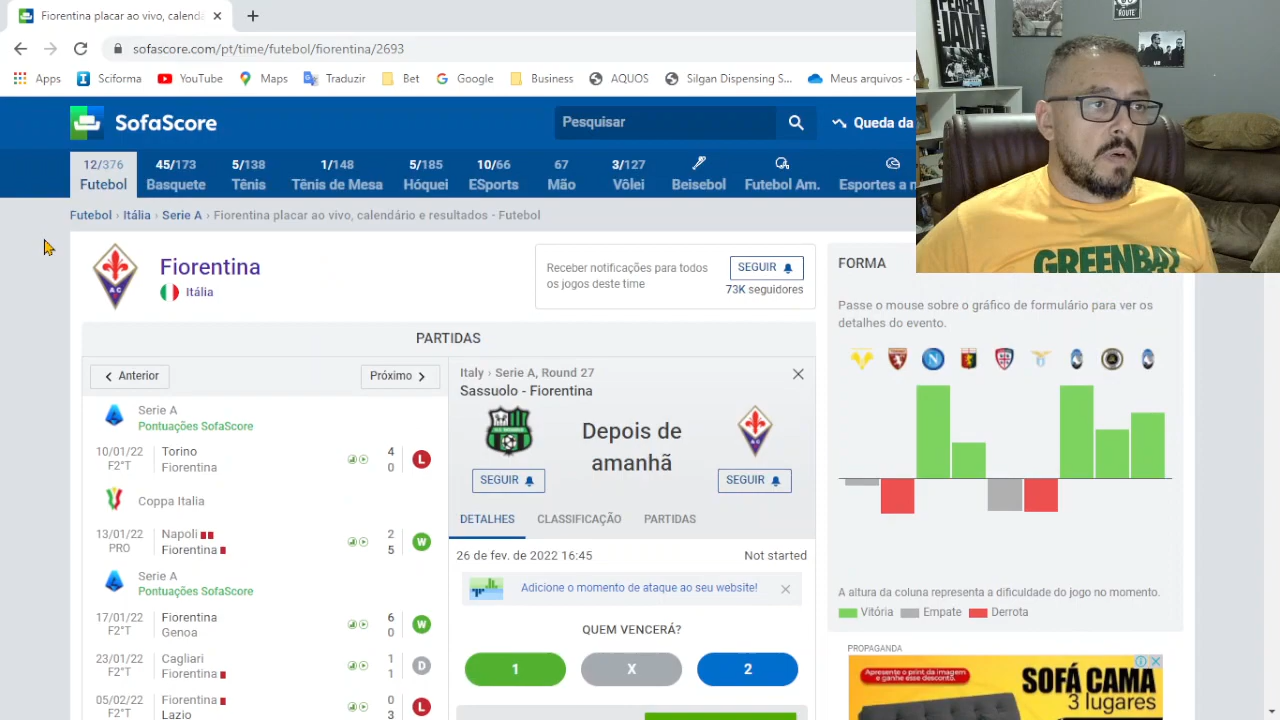 Fiorentina placar ao vivo, calend
sofascore.com/pt/time/futebol/fiorentina/2693
Apps
Sciforma
YouTube
Maps
Traduzir
Bet
Google
Business
AQUOS
Silgan Dispensing S...
Meus arquivos -
SofaScore
Pesquisar
Queda da
12/376
Futebol
45/173
Basquete
5/138
Tênis
1/148
Tênis de Mesa
5/185
Hóquei
10/66
ESports
67
Mão
3/127
Vôlei
Beisebol
Futebol Am.
Esportes a
Futebol › Itália › Serie A › Fiorentina placar ao vivo, calendário e resultados - Futebol
PEARL
JAM
ROUTE
GREENBAY
Fiorentina
Itália
Receber notificações para todos
os jogos deste time
SEGUIR
73K seguidores
PARTIDAS
Anterior
Próximo
Serie A
Pontuações SofaScore
10/01/22
F2°T
Torino 4
Fiorentina 0
L
Coppa Italia
13/01/22
PRO
Napoli 2
Fiorentina 5
W
Serie A
Pontuações SofaScore
17/01/22
F2°T
Fiorentina 6
Genoa 0
W
23/01/22
F2°T
Cagliari 1
Fiorentina 1
D
05/02/22
F2°T
Fiorentina 0
Lazio 3
L
Italy › Serie A, Round 27
Sassuolo - Fiorentina
Depois de
amanhã
SEGUIR
SEGUIR
DETALHES
CLASSIFICAÇÃO
PARTIDAS
26 de fev. de 2022 16:45
Not started
Adicione o momento de ataque ao seu website!
QUEM VENCERÁ?
1
X
2
FORMA
Passe o mouse sobre o gráfico de formulário para ver os
detalhes do evento.
A altura da coluna representa a dificuldade do jogo no momento.
Vitória
Empate
Derrota
PROPAGANDA
Apresente o print da imagem
e ganhe esse desconto.
SOFÁ CAMA
3 lugares